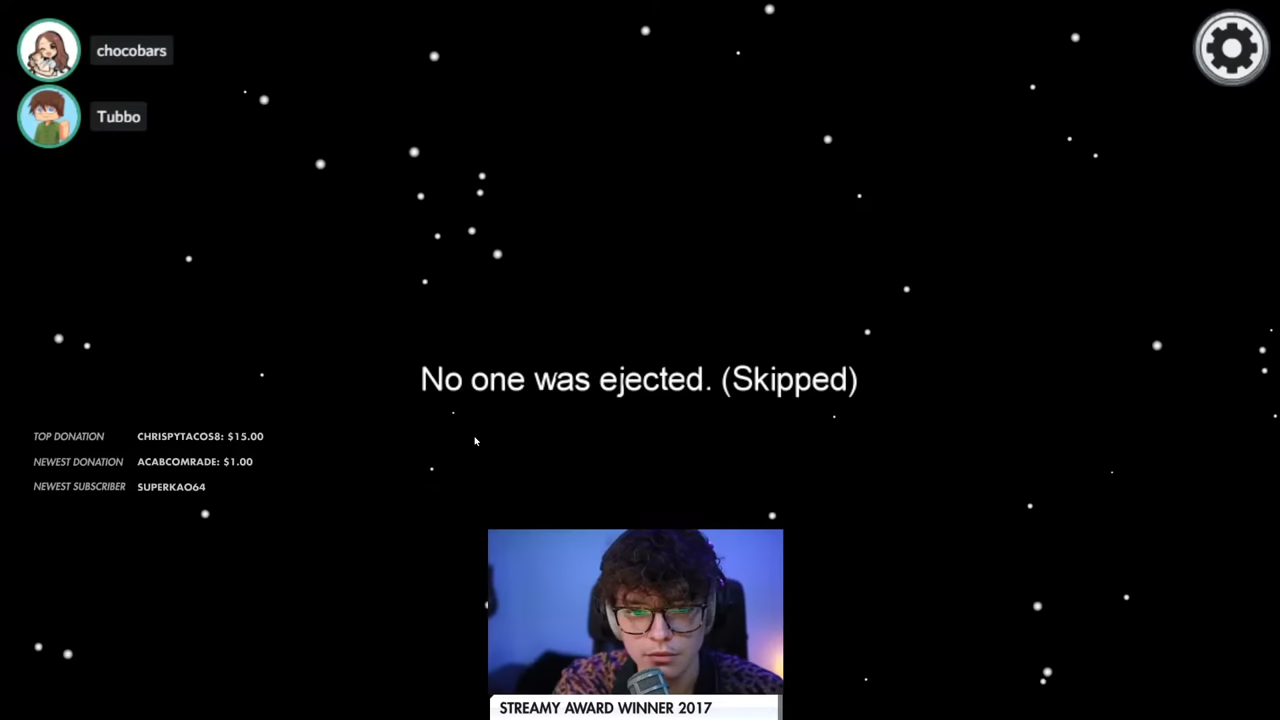 chocobars
Tubbo
No one was ejected. (Skipped)
TOP DONATION CHRISPYTACOS8: $15.00
NEWEST DONATION ACABCOMRADE: $1.00
NEWEST SUBSCRIBER SUPERKAO64
STREAMY AWARD WINNER 2017